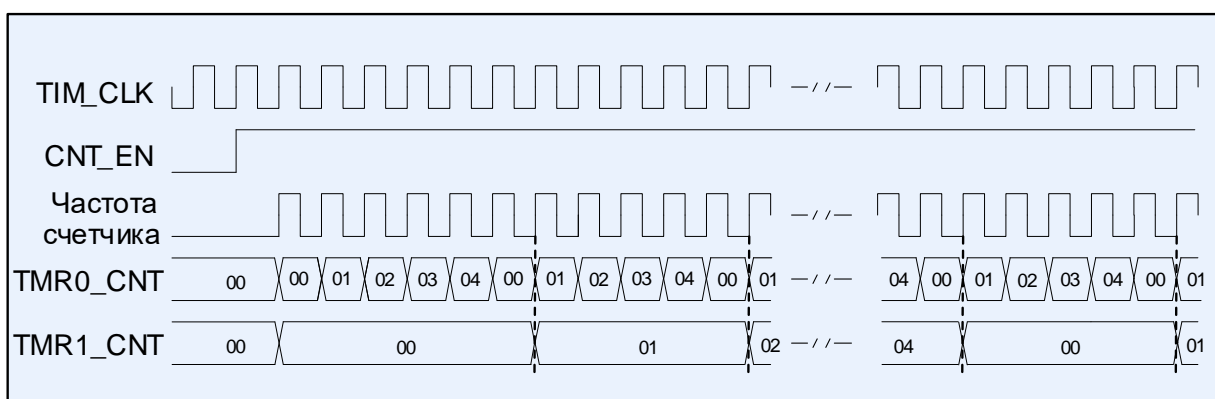 TIM_CLK
— / / —
CNT_EN
Частота
счетчика
— / / —
TMR0_CNT 00 00 01 02 03 04 00 01 02 03 04 00 01 04 00 01 02 03 04 00 01
TMR1_CNT 00 00 01 02 — / / — 04 00 01